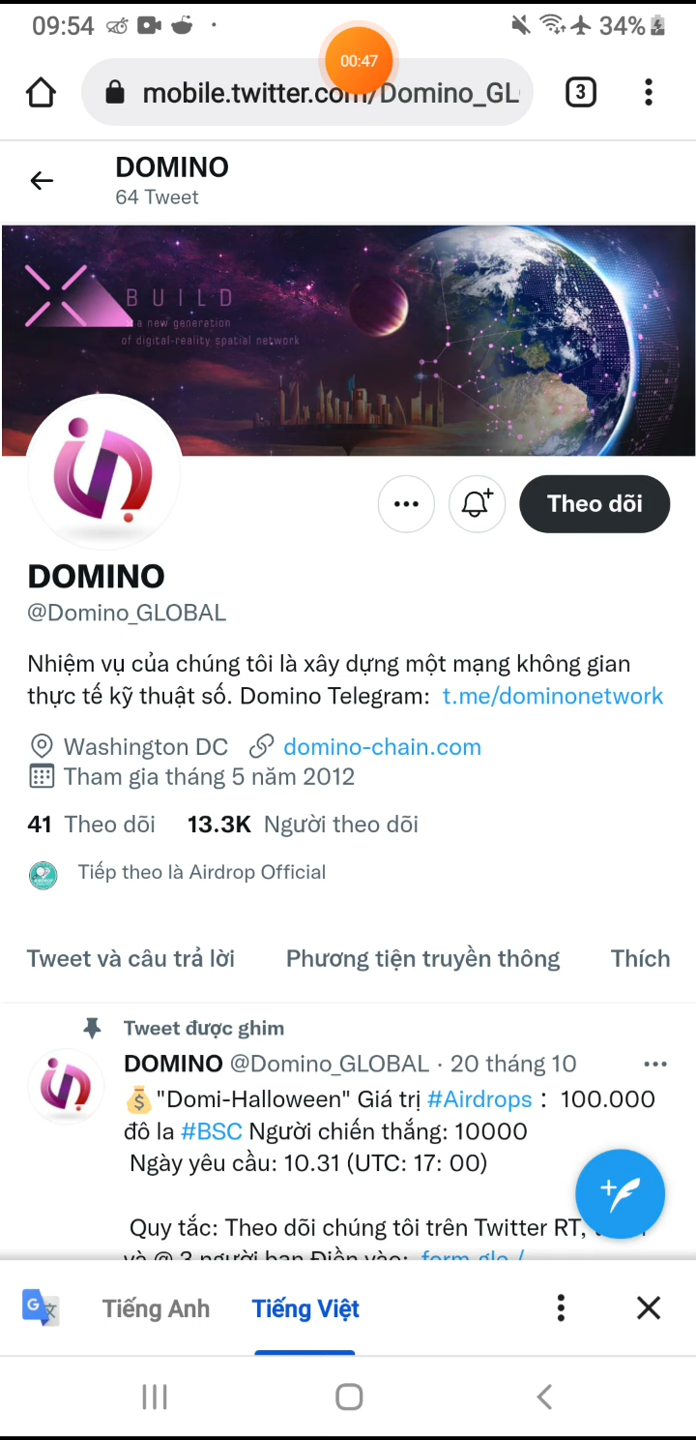 09:54
34%
00:47
mobile.twitter.com/Domino_GL
3
DOMINO
64 Tweet
BUILD
a new generation
of digital-reality spatial network
Theo dõi
DOMINO
@Domino_GLOBAL
Nhiệm vụ của chúng tôi là xây dựng một mạng không gian
thực tế kỹ thuật số. Domino Telegram: t.me/dominonetwork
Washington DC domino-chain.com
Tham gia tháng 5 năm 2012
41 Theo dõi 13.3K Người theo dõi
Tiếp theo là Airdrop Official
Tweet và câu trả lời Phương tiện truyền thông Thích
Tweet được ghim
DOMINO @Domino_GLOBAL · 20 tháng 10
💰"Domi-Halloween" Giá trị #Airdrops : 100.000
đô la #BSC Người chiến thắng: 10000
Ngày yêu cầu: 10.31 (UTC: 17: 00)
Quy tắc: Theo dõi chúng tôi trên Twitter RT,
và @ 3 người bạn Điền vào:
Tiếng Anh Tiếng Việt